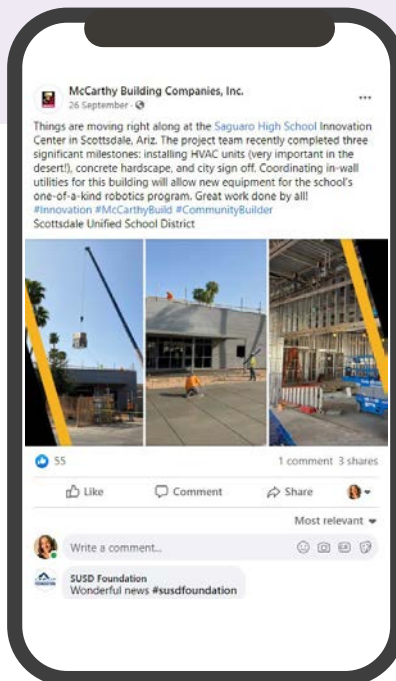 McCarthy Building Companies, Inc.
26 September ·
Things are moving right along at the Saguaro High School Innovation
Center in Scottsdale, Ariz. The project team recently completed three
significant milestones: installing HVAC units (very important in the
desert!), concrete hardscape, and city sign off. Coordinating in-wall
utilities for this building will allow new equipment for the school's
one-of-a-kind robotics program. Great work done by all!
#Innovation #McCarthyBuild #CommunityBuilder
Scottsdale Unified School District
55 1 comment 3 shares
Like Comment Share
Most relevant
Write a comment...
SUSD Foundation
Wonderful news #susdfoundation